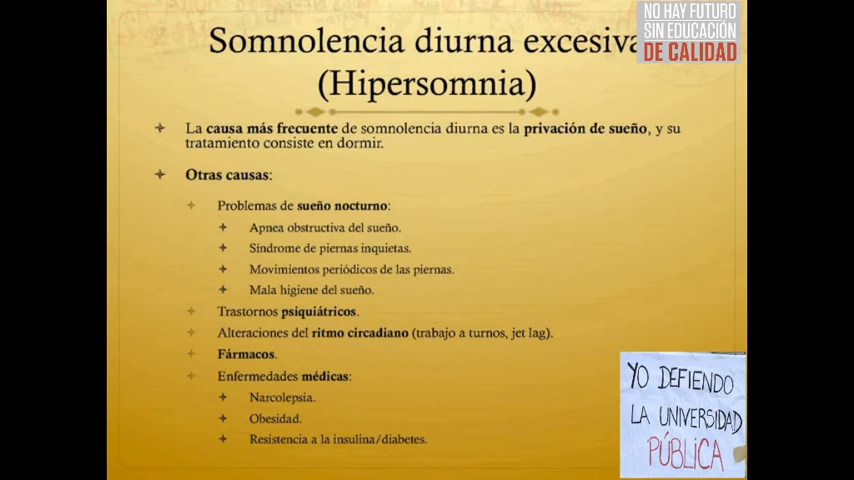 NO HAY FUTURO
SIN EDUCACIÓN
DE CALIDAD
Somnolencia diurna excesiva
(Hipersomnia)
La causa más frecuente de somnolencia diurna es la privación de sueño, y su
tratamiento consiste en dormir.
Otras causas:
Problemas de sueño nocturno:
Apnea obstructiva del sueño.
Síndrome de piernas inquietas.
Movimientos periódicos de las piernas.
Mala higiene del sueño.
Trastornos psiquiátricos.
Alteraciones del ritmo circadiano (trabajo a turnos, jet lag).
Fármacos.
Enfermedades médicas:
Narcolepsia.
Obesidad.
Resistencia a la insulina/diabetes.
YO DEFIENDO
LA UNIVERSIDAD
PÚBLICA